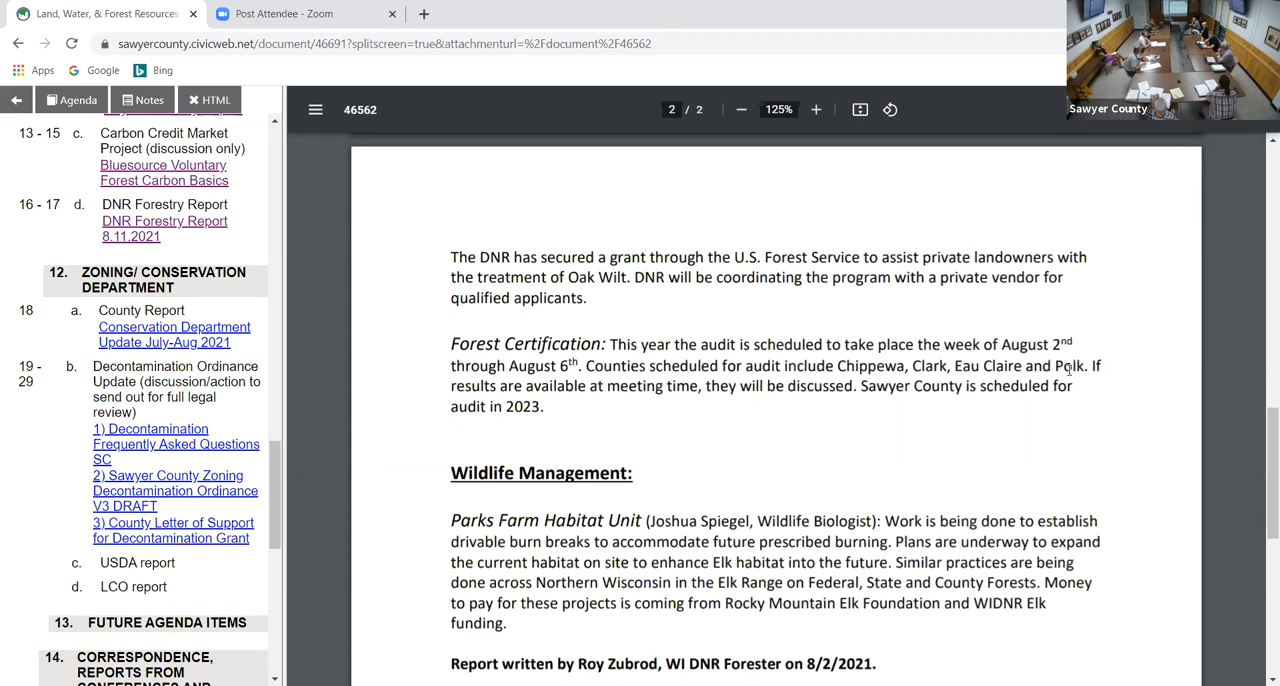 Land, Water, & Forest Resources
Post Attendee - Zoom
sawyercounty.civicweb.net/document/46691?splitscreen=true&attachmenturl=%2Fdocument%2F46562
Apps
Google
Bing
Sawyer County
Agenda
Notes
HTML
46562
2 / 2
125%
13 - 15 c. Carbon Credit Market
Project (discussion only)
Bluesource Voluntary
Forest Carbon Basics
16 - 17 d. DNR Forestry Report
DNR Forestry Report
8.11.2021
12. ZONING/ CONSERVATION
DEPARTMENT
18 a. County Report
Conservation Department
Update July-Aug 2021
19 - b. Decontamination Ordinance
29 Update (discussion/action to
send out for full legal
review)
1) Decontamination
Frequently Asked Questions
SC
2) Sawyer County Zoning
Decontamination Ordinance
V3 DRAFT
3) County Letter of Support
for Decontamination Grant
c. USDA report
d. LCO report
13. FUTURE AGENDA ITEMS
14. CORRESPONDENCE,
REPORTS FROM
CONFERENCES AND
The DNR has secured a grant through the U.S. Forest Service to assist private landowners with
the treatment of Oak Wilt. DNR will be coordinating the program with a private vendor for
qualified applicants.
Forest Certification: This year the audit is scheduled to take place the week of August 2nd
through August 6th. Counties scheduled for audit include Chippewa, Clark, Eau Claire and Polk. If
results are available at meeting time, they will be discussed. Sawyer County is scheduled for
audit in 2023.
Wildlife Management:
Parks Farm Habitat Unit (Joshua Spiegel, Wildlife Biologist): Work is being done to establish
drivable burn breaks to accommodate future prescribed burning. Plans are underway to expand
the current habitat on site to enhance Elk habitat into the future. Similar practices are being
done across Northern Wisconsin in the Elk Range on Federal, State and County Forests. Money
to pay for these projects is coming from Rocky Mountain Elk Foundation and WIDNR Elk
funding.
Report written by Roy Zubrod, WI DNR Forester on 8/2/2021.